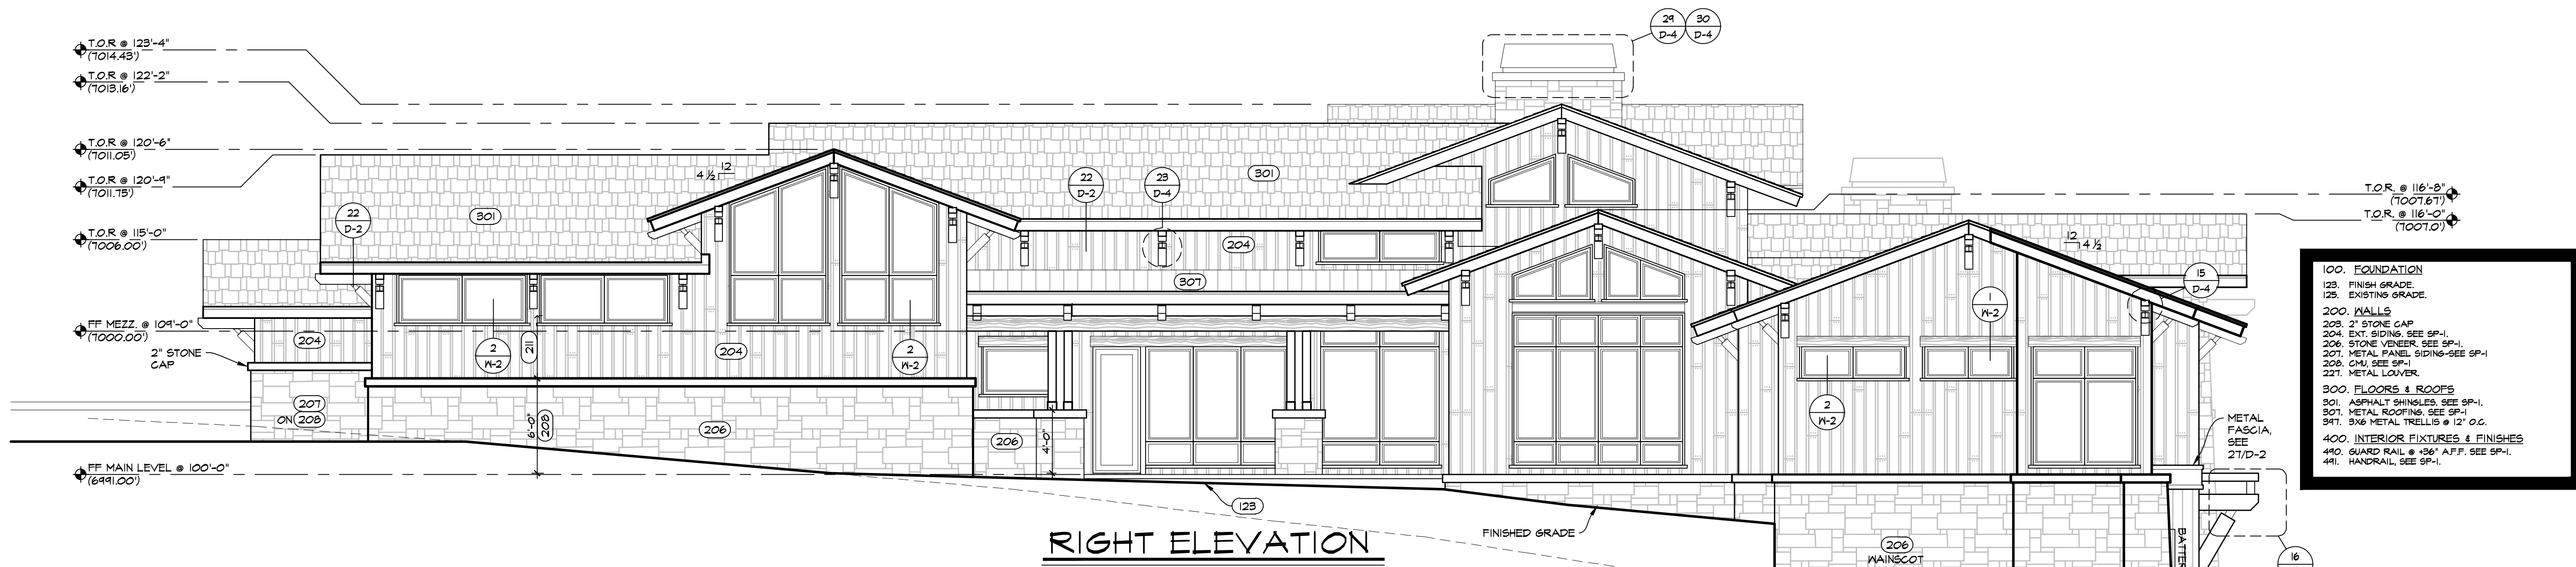 29 30
D-4 D-4
T.O.R @ 123'-4"
(7014.43')
T.O.R @ 122'-2"
(7013.16')
T.O.R @ 120'-6"
(7011.05')
T.O.R @ 120'-9"
(7011.75')
T.O.R @ 115'-0"
(7006.00')
FF MEZZ. @ 109'-0"
(7000.00')
2" STONE
CAP
FF MAIN LEVEL @ 100'-0"
(6991.00')
22
D-2
301
12
4 ½
22
D-2
23
D-4
301
204
307
204
207
ON 208
2
W-2
211
204
2
W-2
6'-0"
208
206
206
4'-0"
123
T.O.R. @ 116'-8"
(7007.67')
T.O.R. @ 116'-0"
(7007.0')
12
4 ½
15
D-4
1
W-2
2
W-2
METAL
FASCIA,
SEE
27/D-2
FINISHED GRADE
206
WAINSCOT
BATTER
16
RIGHT ELEVATION
100. FOUNDATION
123. FINISH GRADE.
125. EXISTING GRADE.
200. WALLS
203. 2" STONE CAP
204. EXT. SIDING, SEE SP-1.
206. STONE VENEER, SEE SP-1.
207. METAL PANEL SIDING-SEE SP-1
208. CMU, SEE SP-1
227. METAL LOUVER.
300. FLOORS & ROOFS
301. ASPHALT SHINGLES, SEE SP-1.
307. METAL ROOFING, SEE SP-1
397. 3X6 METAL TRELLIS @ 12" O.C.
400. INTERIOR FIXTURES & FINISHES
490. GUARD RAIL @ +36" A.F.F. SEE SP-1.
491. HANDRAIL, SEE SP-1.